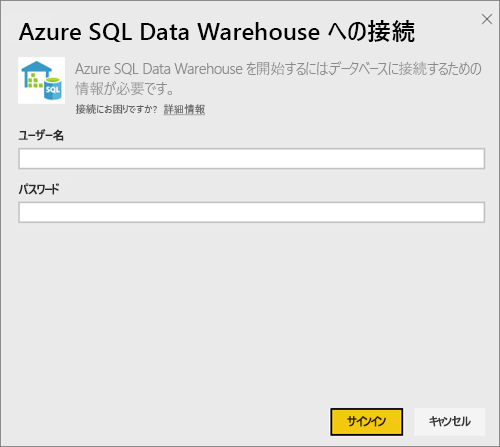 Azure SQL Data Warehouse への接続
Azure SQL Data Warehouse を開始するにはデータベースに接続するための
情報が必要です。
接続にお困りですか? 詳細情報
ユーザー名
パスワード
SQL
サインイン
キャンセル